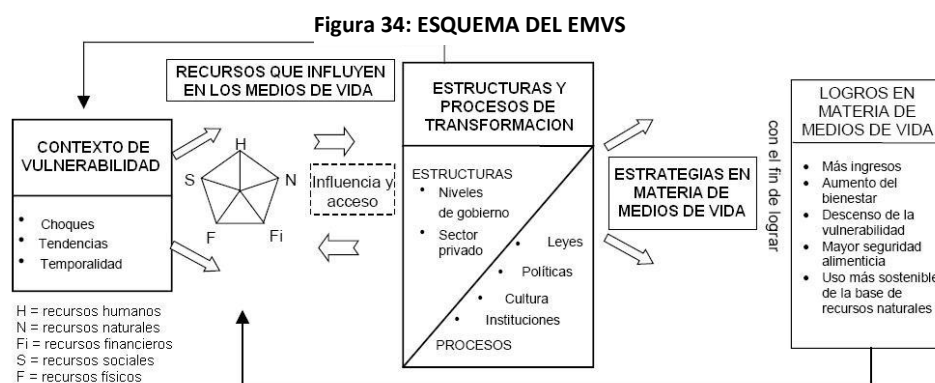 Figura 34: ESQUEMA DEL EMVS
RECURSOS QUE INFLUYEN
EN LOS MEDIOS DE VIDA
CONTEXTO DE
VULNERABILIDAD
• Choques
• Tendencias
• Temporalidad
H = recursos humanos
N = recursos naturales
Fi = recursos financieros
S = recursos sociales
F = recursos físicos
H
S
N
F
Fi
Influencia y
acceso
ESTRUCTURAS Y
PROCESOS DE
TRANSFORMACION
ESTRUCTURAS
• Niveles
de gobierno
• Sector
privado
• Leyes
• Políticas
• Cultura
• Instituciones
PROCESOS
ESTRATEGIAS EN
MATERIA DE
MEDIOS DE VIDA
con el fin de lograr
LOGROS EN
MATERIA DE
MEDIOS DE VIDA
• Más ingresos
• Aumento del
bienestar
• Descenso de la
vulnerabilidad
• Mayor seguridad
alimenticia
• Uso más sostenible
de la base de
recursos naturales